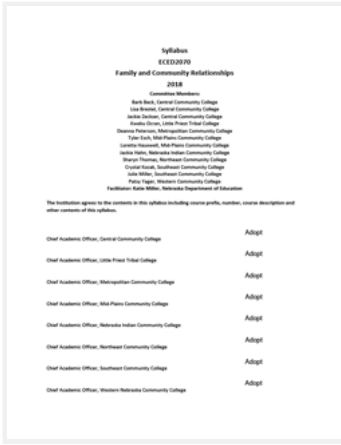 Syllabus
ECED2070
Family and Community Relationships
2018
Committee Members:
Barb Beck, Central Community College
Lisa Brestel, Central Community College
Jackie Zeckser, Central Community College
Kwaku Ocran, Little Priest Tribal College
Deanna Peterson, Metropolitan Community College
Tyler Esch, Mid-Plains Community College
Loretta Hauxwell, Mid-Plains Community College
Jackie Hahn, Nebraska Indian Community College
Sharyn Thomas, Northeast Community College
Crystal Kozak, Southeast Community College
Julie Miller, Southeast Community College
Patsy Yager, Western Community College
Facilitator: Katie Miller, Nebraska Department of Education
The Institution agrees to the contents in this syllabus including course prefix, number, course description and
other contents of this syllabus.
Adopt
Chief Academic Officer, Central Community College
Adopt
Chief Academic Officer, Little Priest Tribal College
Adopt
Chief Academic Officer, Metropolitan Community College
Adopt
Chief Academic Officer, Mid-Plains Community College
Adopt
Chief Academic Officer, Nebraska Indian Community College
Adopt
Chief Academic Officer, Northeast Community College
Adopt
Chief Academic Officer, Southeast Community College
Adopt
Chief Academic Officer, Western Nebraska Community College